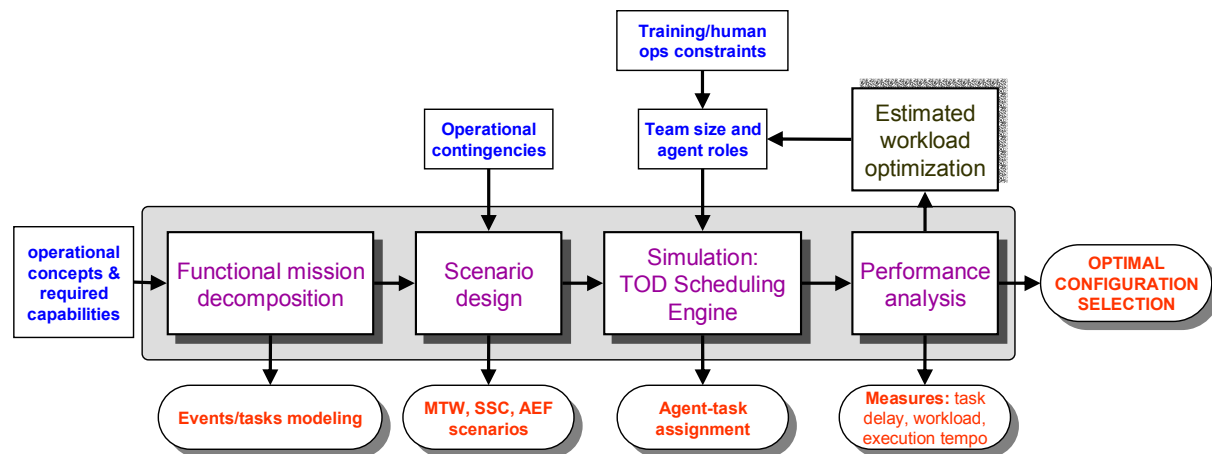 Training/human
ops constraints
Operational
contingencies
Team size and
agent roles
Estimated
workload
optimization
operational
concepts &
required
capabilities
Functional mission
decomposition
Scenario
design
Simulation:
TOD Scheduling
Engine
Performance
analysis
OPTIMAL
CONFIGURATION
SELECTION
Events/tasks modeling
MTW, SSC, AEF
scenarios
Agent-task
assignment
Measures: task
delay, workload,
execution tempo